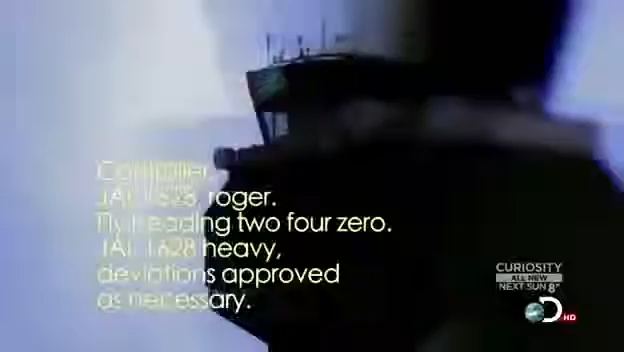 Controller:
JAL 1628, roger.
Fly heading two four zero.
JAL 1628 heavy,
deviations approved
as necessary.
CURIOSITY
ALL NEW
NEXT SUN 8P
D HD